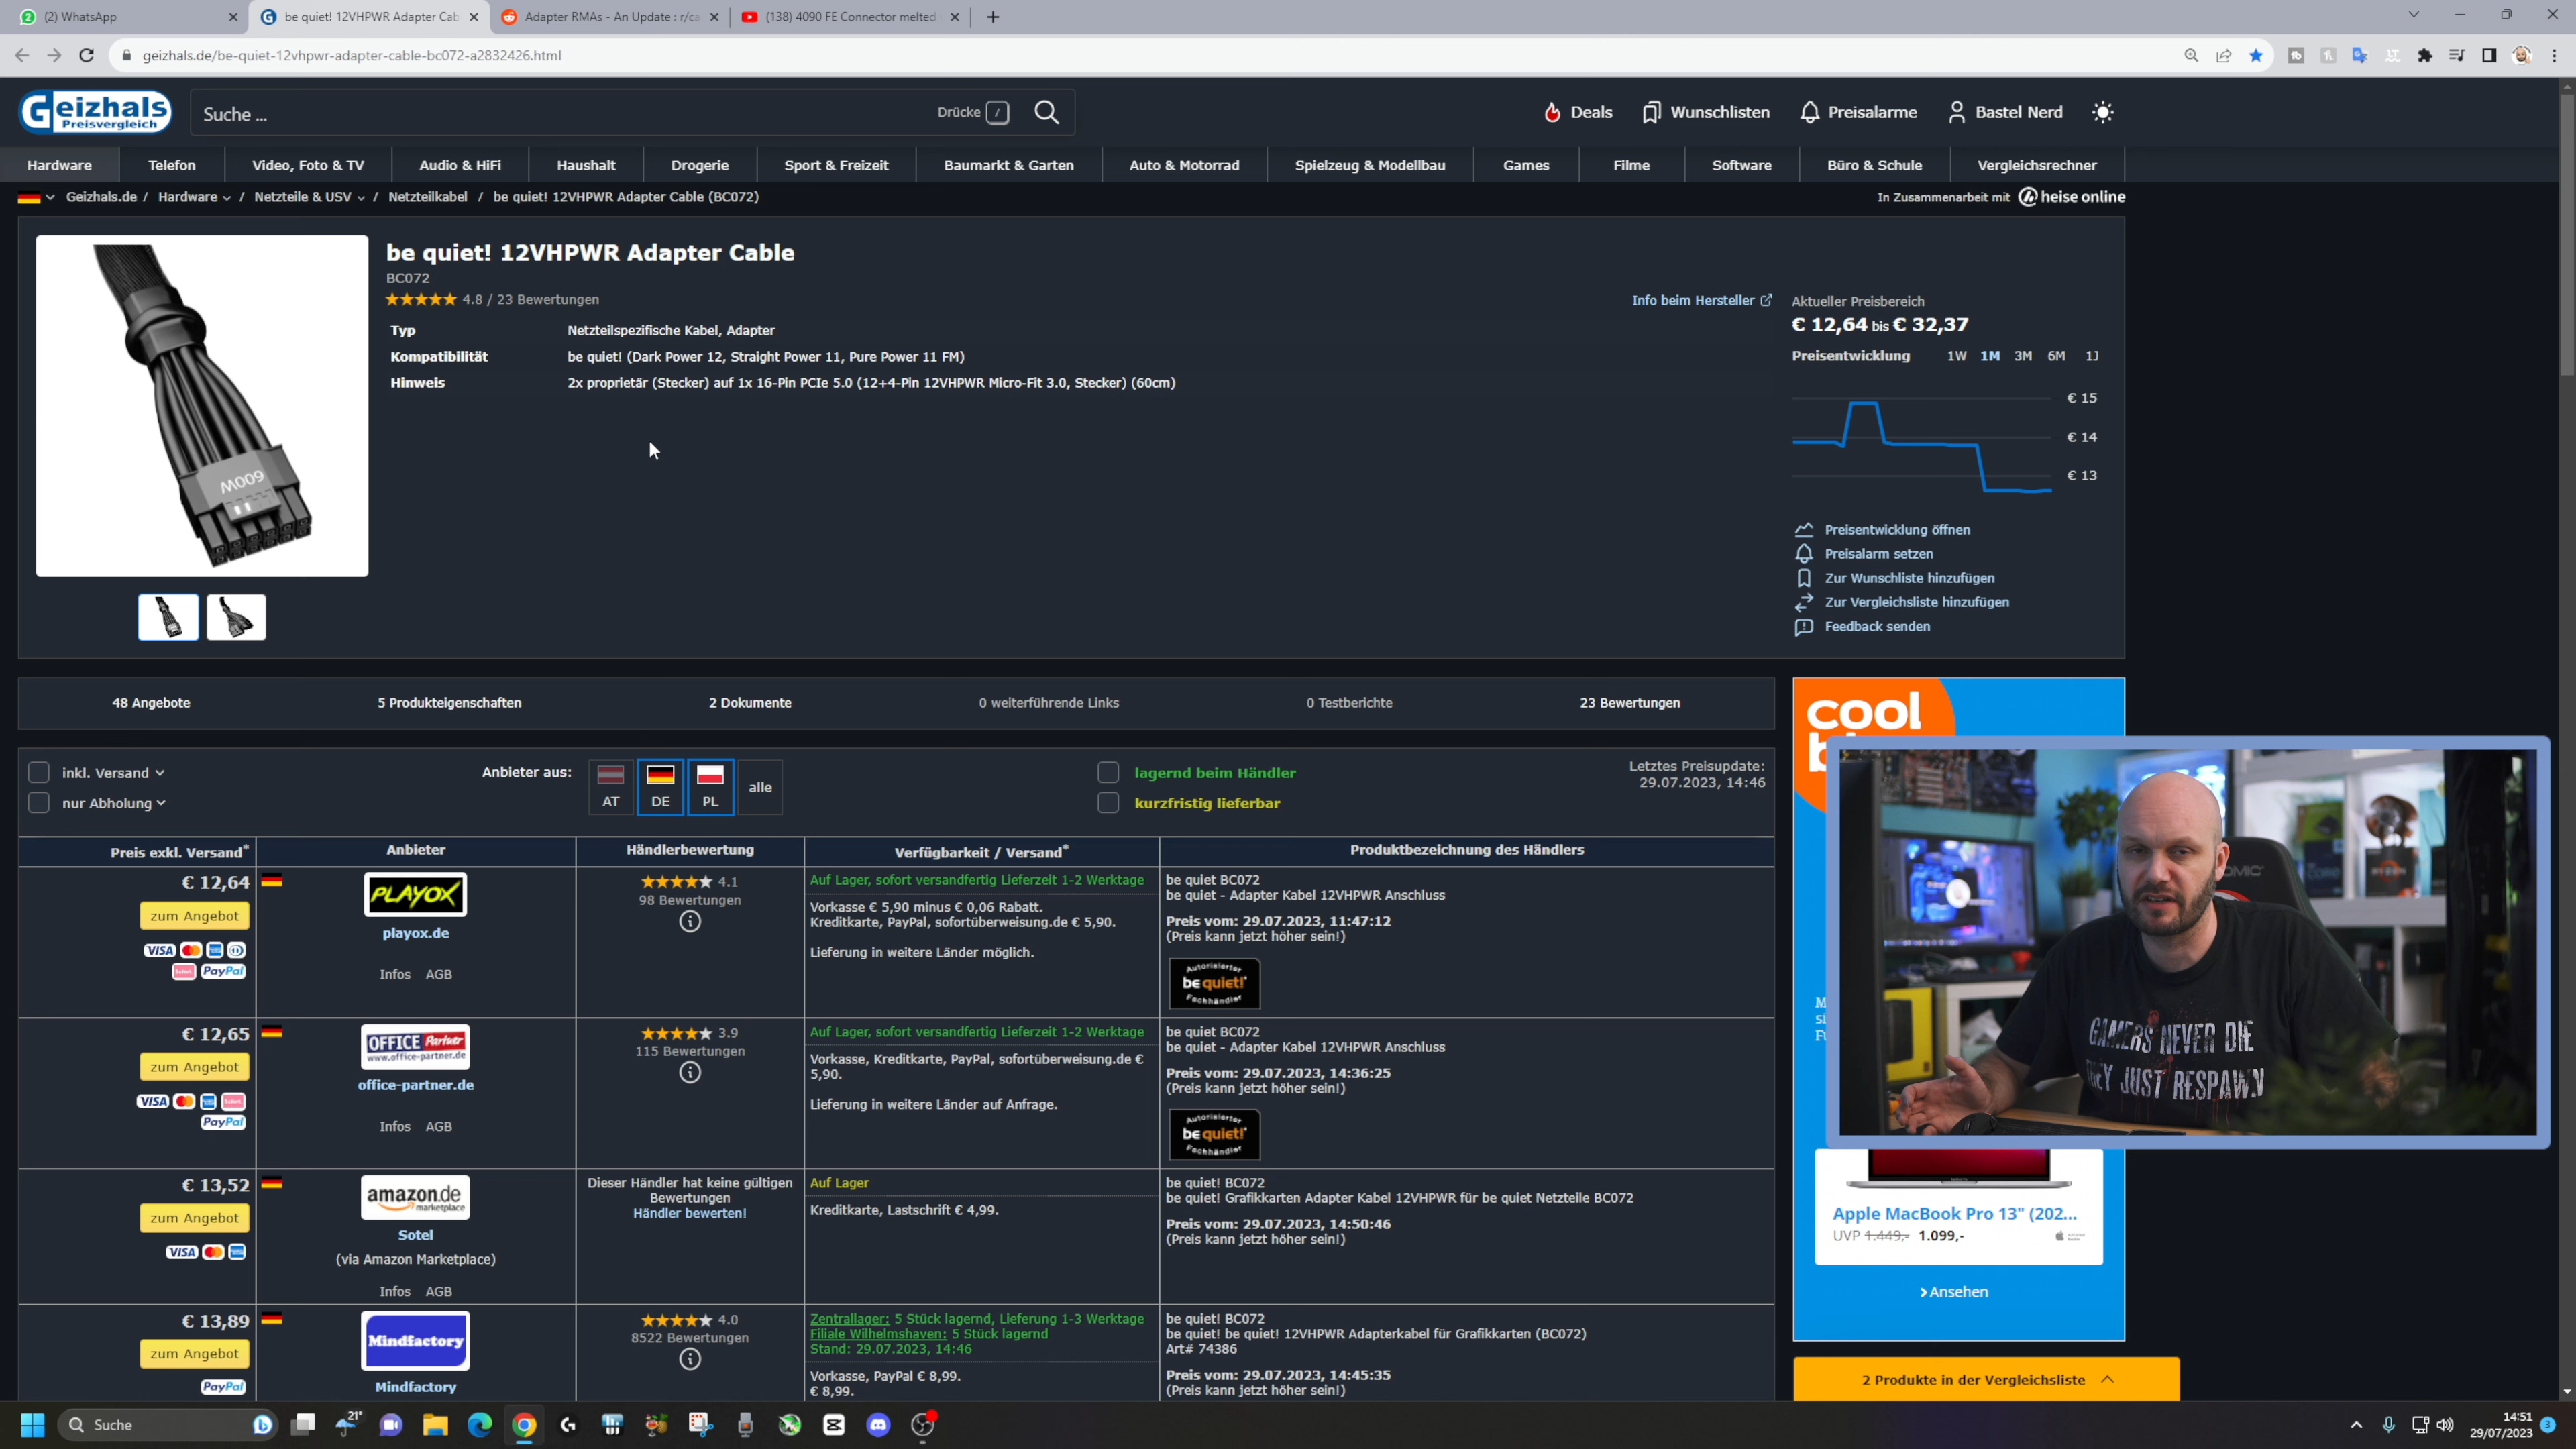 (2) WhatsApp
be quiet! 12VHPWR Adapter Cab
Adapter RMAs - An Update : r/ca
(138) 4090 FE Connector melted
geizhals.de/be-quiet-12vhpwr-adapter-cable-bc072-a2832426.html
Geizhals
Preisvergleich
Suche ...
Drücke /
Deals
Wunschlisten
Preisalarme
Bastel Nerd
Hardware
Telefon
Video, Foto & TV
Audio & HiFi
Haushalt
Drogerie
Sport & Freizeit
Baumarkt & Garten
Auto & Motorrad
Spielzeug & Modellbau
Games
Filme
Software
Büro & Schule
Vergleichsrechner
Geizhals.de / Hardware / Netzteile & USV / Netzteilkabel / be quiet! 12VHPWR Adapter Cable (BC072)
In Zusammenarbeit mit heise online
600W
be quiet! 12VHPWR Adapter Cable
BC072
4.8 / 23 Bewertungen
Typ Netzteilspezifische Kabel, Adapter
Kompatibilität be quiet! (Dark Power 12, Straight Power 11, Pure Power 11 FM)
Hinweis 2x proprietär (Stecker) auf 1x 16-Pin PCIe 5.0 (12+4-Pin 12VHPWR Micro-Fit 3.0, Stecker) (60cm)
Info beim Hersteller
Aktueller Preisbereich
€ 12,64 bis € 32,37
Preisentwicklung 1W 1M 3M 6M 1J
€ 15
€ 14
€ 13
Preisentwicklung öffnen
Preisalarm setzen
Zur Wunschliste hinzufügen
Zur Vergleichsliste hinzufügen
Feedback senden
48 Angebote
5 Produkteigenschaften
2 Dokumente
0 weiterführende Links
0 Testberichte
23 Bewertungen
inkl. Versand
nur Abholung
Anbieter aus:
AT
DE
PL
alle
lagernd beim Händler
kurzfristig lieferbar
Letztes Preisupdate:
29.07.2023, 14:46
Preis exkl. Versand*
Anbieter
Händlerbewertung
Verfügbarkeit / Versand*
Produktbezeichnung des Händlers
€ 12,64
zum Angebot
VISA
Sofort. PayPal
PLAYOX
playox.de
Infos AGB
4.1
98 Bewertungen
Auf Lager, sofort versandfertig Lieferzeit 1-2 Werktage
Vorkasse € 5,90 minus € 0,06 Rabatt.
Kreditkarte, PayPal, sofortüberweisung.de € 5,90.
Lieferung in weitere Länder möglich.
be quiet BC072
be quiet - Adapter Kabel 12VHPWR Anschluss
Preis vom: 29.07.2023, 11:47:12
(Preis kann jetzt höher sein!)
Autorisierter
be quiet!
Fachhändler
€ 12,65
zum Angebot
VISA
Sofort.
PayPal
OFFICE Partner
www.office-partner.de
office-partner.de
Infos AGB
3.9
115 Bewertungen
Auf Lager, sofort versandfertig Lieferzeit 1-2 Werktage
Vorkasse, Kreditkarte, PayPal, sofortüberweisung.de €
5,90.
Lieferung in weitere Länder auf Anfrage.
be quiet BC072
be quiet - Adapter Kabel 12VHPWR Anschluss
Preis vom: 29.07.2023, 14:36:25
(Preis kann jetzt höher sein!)
Autorisierter
be quiet!
Fachhändler
€ 13,52
zum Angebot
VISA
amazon.de
marketplace
Sotel
(via Amazon Marketplace)
Infos AGB
Dieser Händler hat keine gültigen
Bewertungen
Händler bewerten!
Auf Lager
Kreditkarte, Lastschrift € 4,99.
be quiet! BC072
be quiet! Grafikkarten Adapter Kabel 12VHPWR für be quiet Netzteile BC072
Preis vom: 29.07.2023, 14:50:46
(Preis kann jetzt höher sein!)
€ 13,89
zum Angebot
PayPal
Mindfactory
Mindfactory
4.0
8522 Bewertungen
Zentrallager: 5 Stück lagernd, Lieferung 1-3 Werktage
Filiale Wilhelmshaven: 5 Stück lagernd
Stand: 29.07.2023, 14:46
Vorkasse, PayPal € 8,99.
€ 8,99.
be quiet! BC072
be quiet! be quiet! 12VHPWR Adapterkabel für Grafikkarten (BC072)
Art# 74386
Preis vom: 29.07.2023, 14:45:35
(Preis kann jetzt höher sein!)
cool
GAMERS NEVER DIE
THEY JUST RESPAWN
Apple MacBook Pro 13" (202...
UVP 1.449,- 1.099,-
Ansehen
2 Produkte in der Vergleichsliste
Suche
21°
14:51
29/07/2023
3